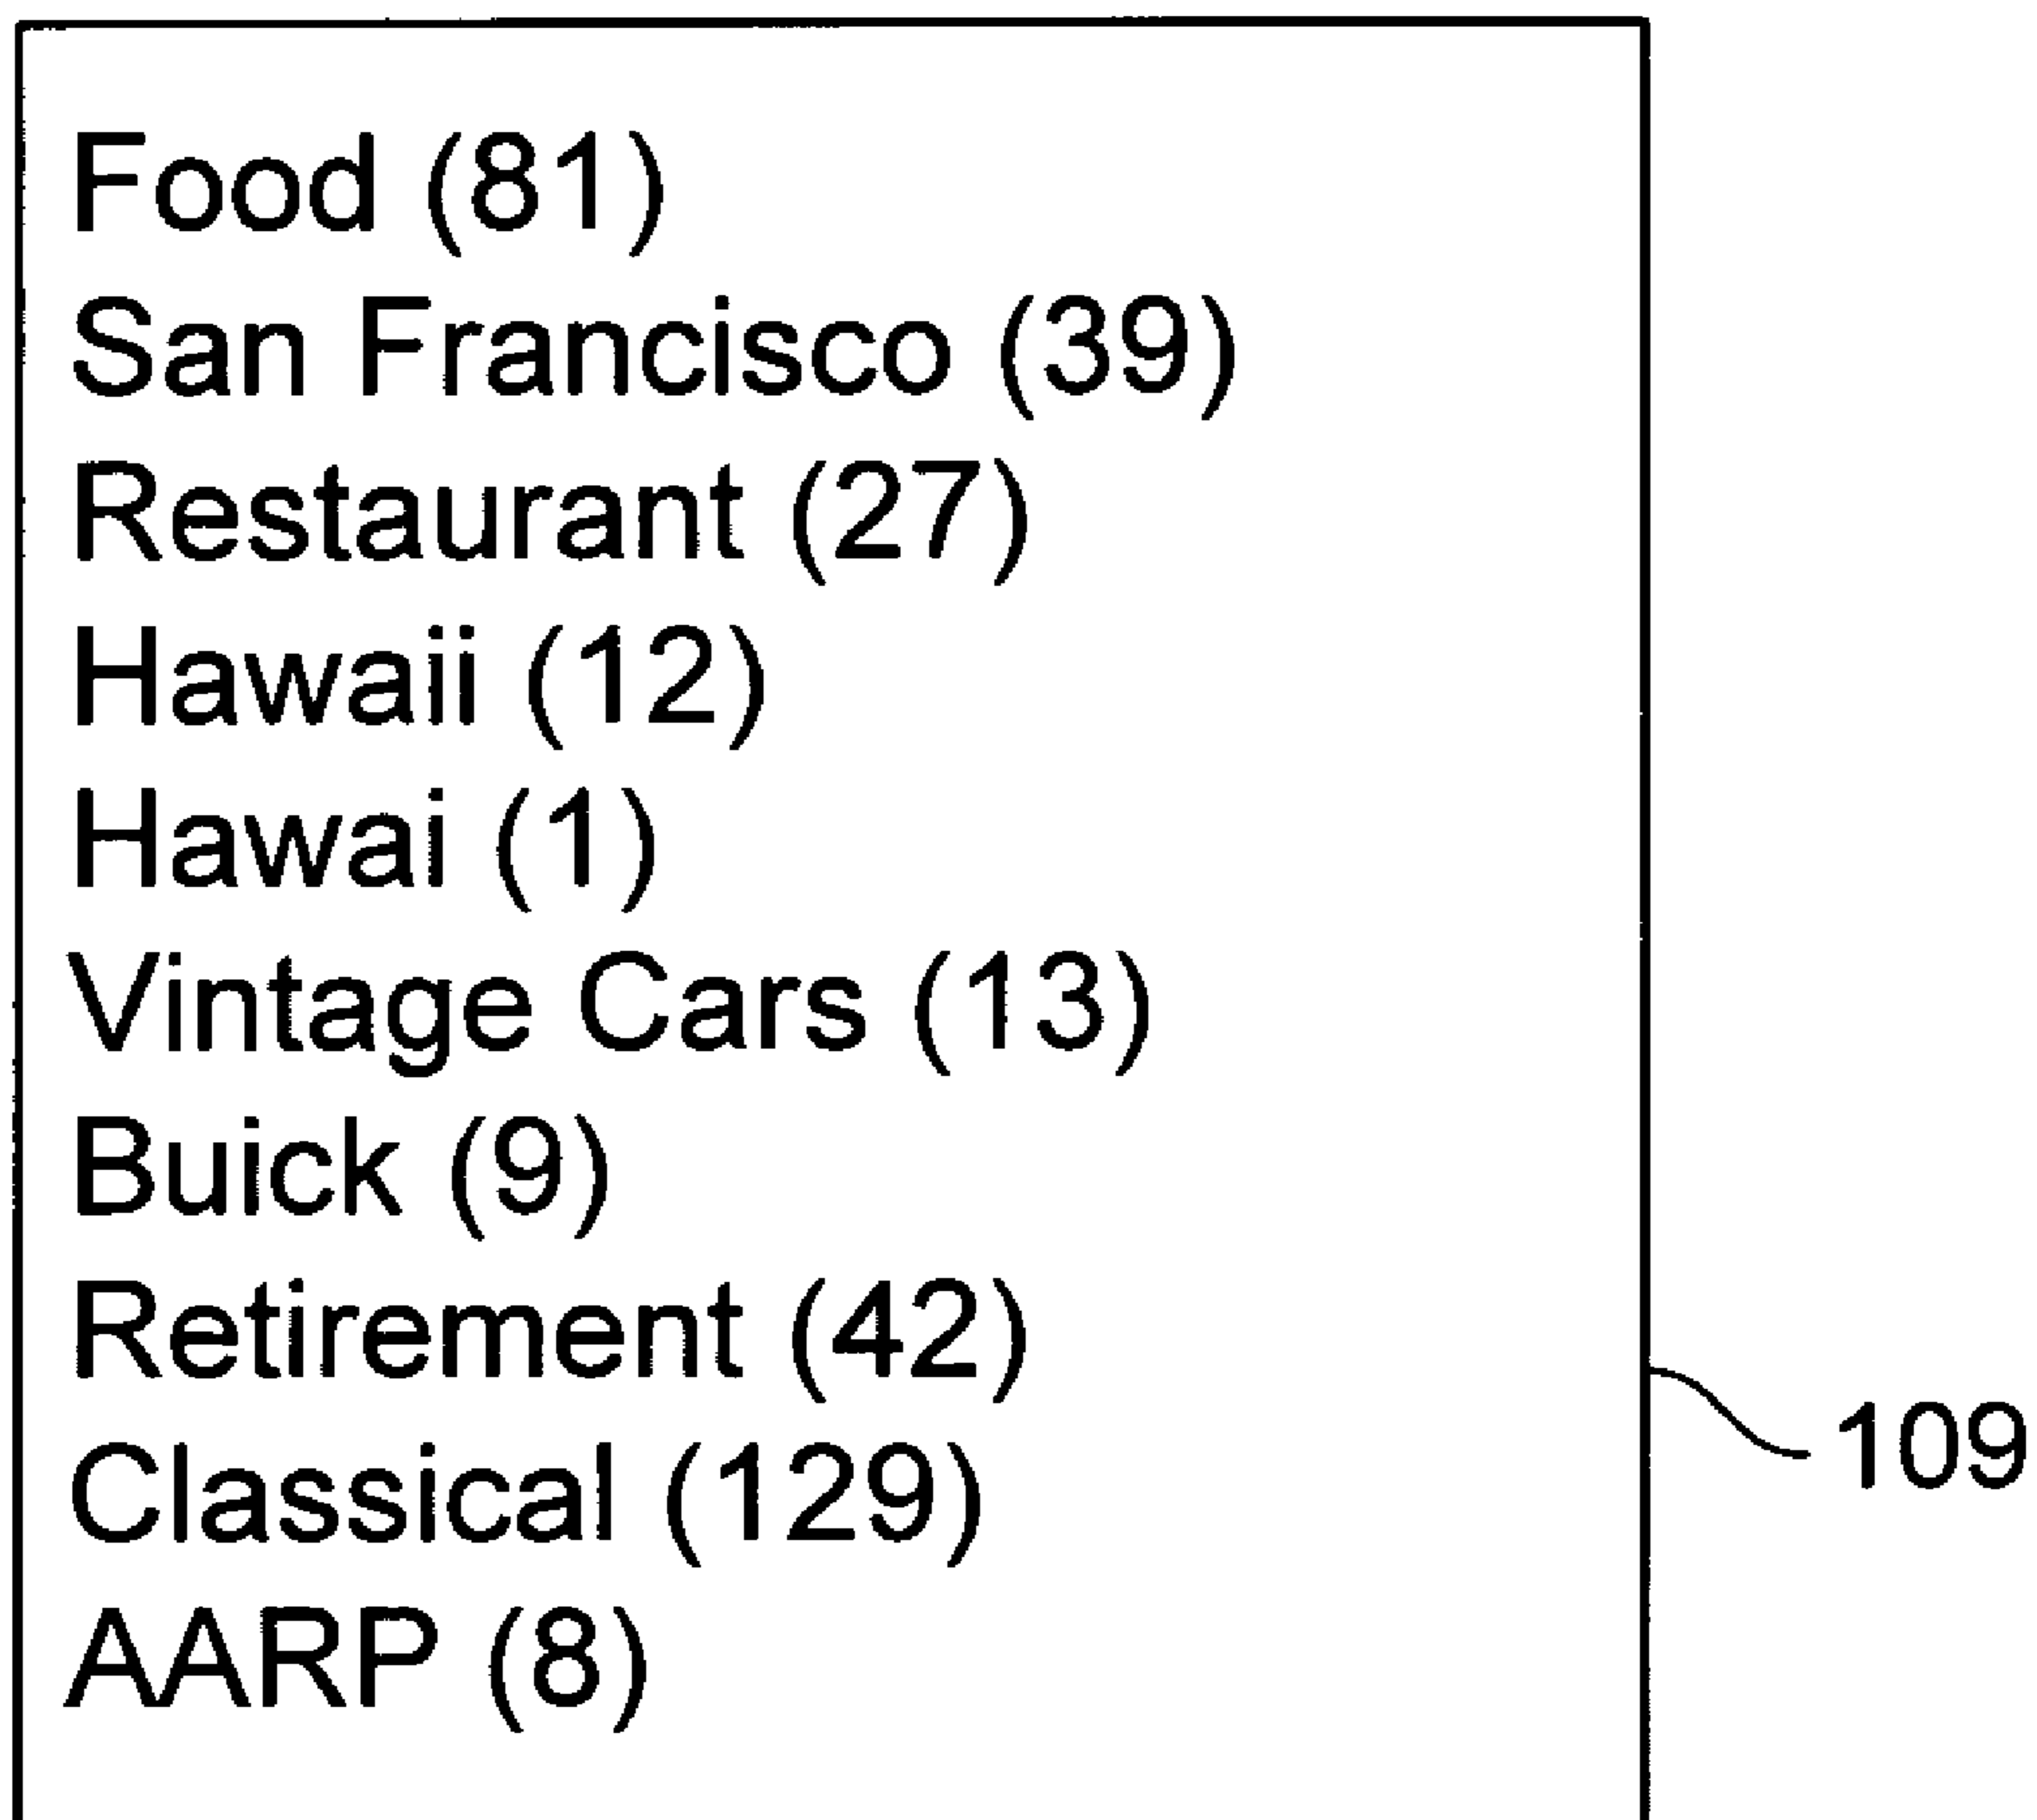 Food (81)
San Francisco (39)
Restaurant (27)
Hawaii (12)
Hawai (1)
Vintage Cars (13)
Buick (9)
Retirement (42)
Classical (129)
AARP (8)
109